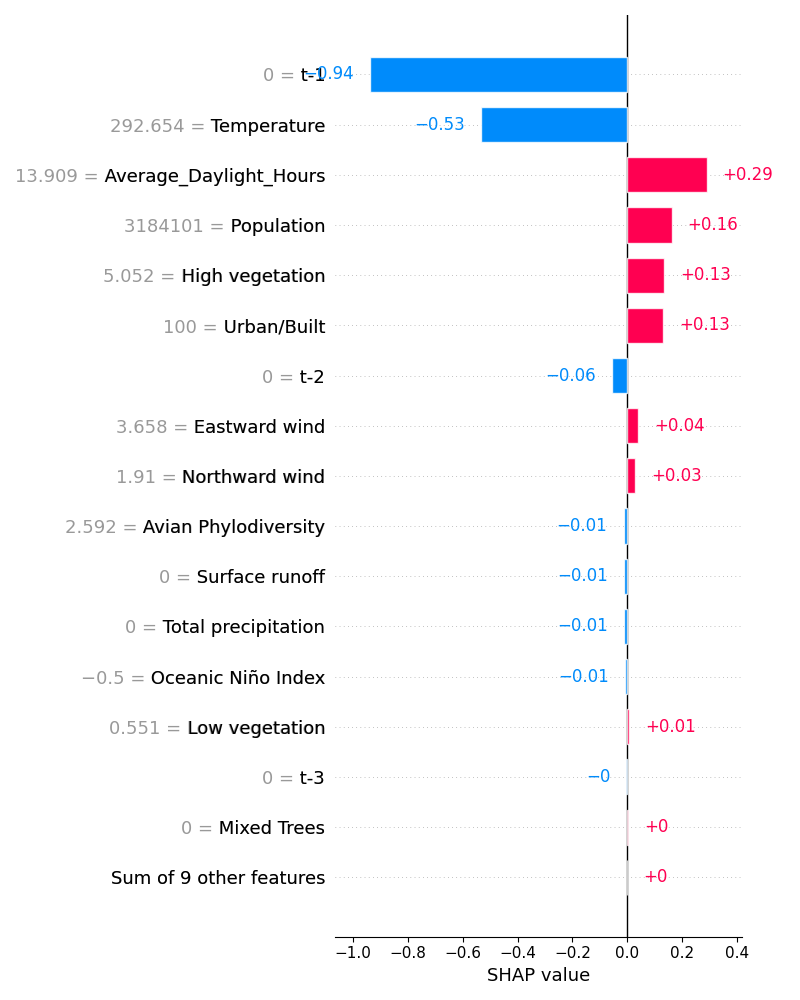 0 = t-1 −0.94
292.654 = Temperature −0.53
13.909 = Average_Daylight_Hours +0.29
3184101 = Population +0.16
5.052 = High vegetation +0.13
100 = Urban/Built +0.13
0 = t-2 −0.06
3.658 = Eastward wind +0.04
1.91 = Northward wind +0.03
2.592 = Avian Phylodiversity −0.01
0 = Surface runoff −0.01
0 = Total precipitation −0.01
−0.5 = Oceanic Niño Index −0.01
0.551 = Low vegetation +0.01
0 = t-3 −0
0 = Mixed Trees +0
Sum of 9 other features +0
−1.0 −0.8 −0.6 −0.4 −0.2 0.0 0.2 0.4
SHAP value